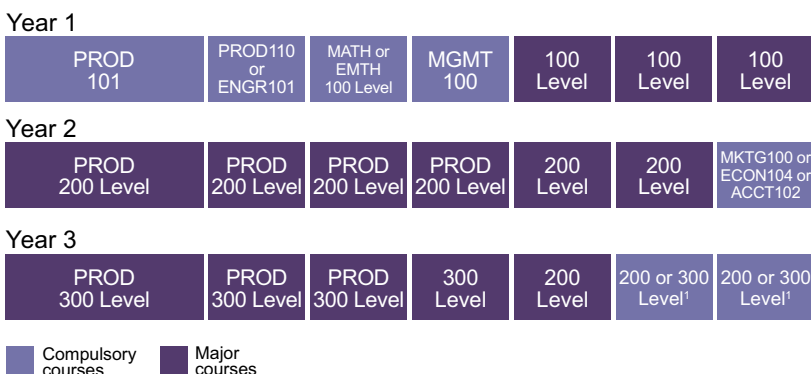 Year 1
PROD
101
PROD110
or
ENGR101
MATH or
EMTH
100 Level
MGMT
100
100
Level
100
Level
100
Level
Year 2
PROD
200 Level
PROD
200 Level
PROD
200 Level
PROD
200 Level
200
Level
200
Level
MKTG100 or
ECON104 or
ACCT102
Year 3
PROD
300 Level
PROD
300 Level
PROD
300 Level
300
Level
200
Level
200 or 300
Level¹
200 or 300
Level¹
Compulsory
courses
Major
courses